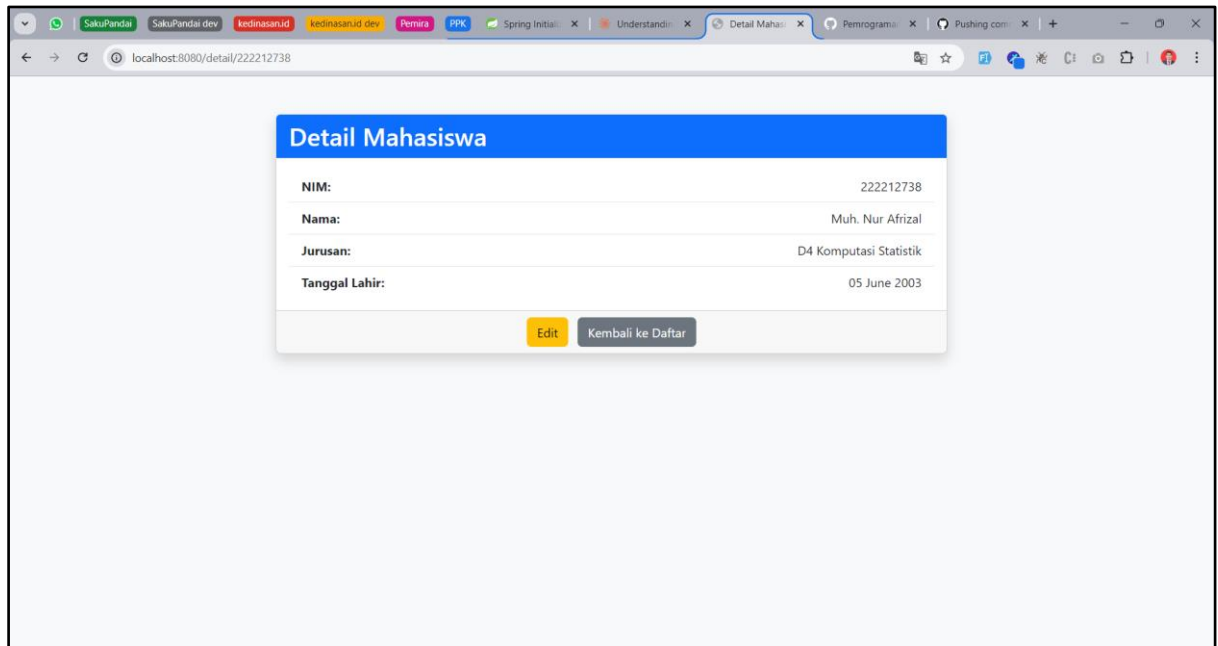 SakuPandai SakuPandai dev kedinasan.id kedinasan.id dev Pemira PPK Spring Initial Understandin Detail Mahas Pemrograma Pushing com
localhost:8080/detail/222212738
Detail Mahasiswa
NIM: 222212738
Nama: Muh. Nur Afrizal
Jurusan: D4 Komputasi Statistik
Tanggal Lahir: 05 June 2003
Edit Kembali ke Daftar